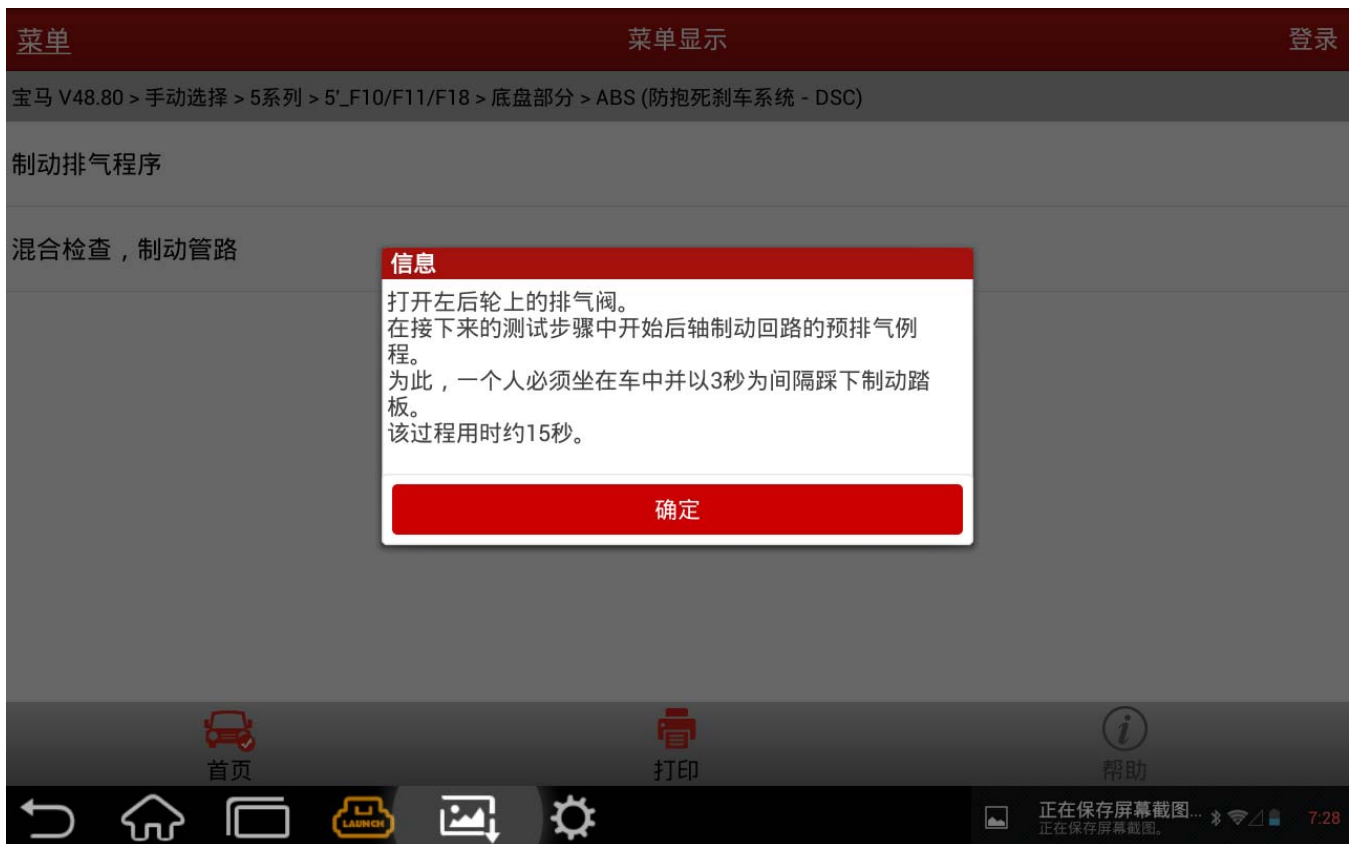 菜单
菜单显示
登录
宝马 V48.80 > 手动选择 > 5系列 > 5'_F10/F11/F18 > 底盘部分 > ABS (防抱死刹车系统 - DSC)
制动排气程序
混合检查，制动管路
信息
打开左后轮上的排气阀。
在接下来的测试步骤中开始后轴制动回路的预排气例
程。
为此，一个人必须坐在车中并以3秒为间隔踩下制动踏
板。
该过程用时约15秒。
确定
首页
打印
帮助
LAUNCH
正在保存屏幕截图...
正在保存屏幕截图。
7:28